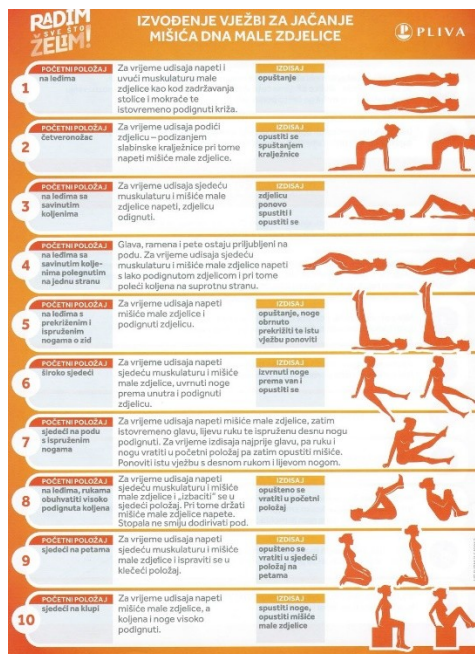 RADIM
SVE ŠTO
ŽELIM!
IZVOĐENJE VJEŽBI ZA JAČANJE
MIŠIĆA DNA MALE ZDJELICE
PLIVA
1
POČETNI POLOŽAJ
na leđima
Za vrijeme udisaja napeti i
uvući muskulaturu male
zdjelice kao kod zadržavanja
stolice i mokraće te
istovremeno podignuti križa.
IZDISAJ
opuštanje
2
POČETNI POLOŽAJ
četveronožac
Za vrijeme udisaja podići
zdjelicu – podizanjem
slabinske kralježnice pri tome
napeti mišiće male zdjelice.
IZDISAJ
opustiti se
spuštanjem
kralježnice
3
POČETNI POLOŽAJ
na leđima sa
savinutim
koljenima
Za vrijeme udisaja sjedeću
muskulaturu i mišiće male
zdjelice napeti, zdjelicu
odignuti.
IZDISAJ
zdjelicu
ponovo
spustiti i
opustiti se
4
POČETNI POLOŽAJ
na leđima sa
savinutim kolje-
nima polegnutim
na jednu stranu
Glava, ramena i pete ostaju priljubljeni na
podu. Za vrijeme udisaja sjedeću
muskulaturu i mišiće male zdjelice napeti
s lako podignutom zdjelicom i pri tome
poleći koljena na suprotnu stranu.
5
POČETNI POLOŽAJ
na leđima s
prekriženim i
ispruženim
nogama o zid
Za vrijeme udisaja napeti
mišiće male zdjelice i
podignuti zdjelicu.
IZDISAJ
opuštanje, noge
obrnuto
prekrižiti te istu
vježbu ponoviti
6
POČETNI POLOŽAJ
široko sjedeći
Za vrijeme udisaja napeti
sjedeću muskulaturu i mišiće
male zdjelice, uvrnuti noge
prema unutra i podignuti
zdjelicu.
IZDISAJ
izvrnuti noge
prema van i
opustiti se
7
POČETNI POLOŽAJ
sjedeći na podu
s ispruženim
nogama
Za vrijeme udisaja napeti mišiće male zdjelice, zatim
istovremeno glavu, lijevu ruku te ispruženu desnu nogu
podignuti. Za vrijeme izdisaja najprije glavu, pa ruku i
nogu vratiti u početni položaj pa zatim opustiti mišiće.
Ponoviti istu vježbu s desnom rukom i lijevom nogom.
8
POČETNI POLOŽAJ
na leđima, rukama
obuhvatiti visoko
podignuta koljena
Za vrijeme udisaja napeti
sjedeću muskulaturu i mišiće
male zdjelice i „izbaciti” se u
sjedeći položaj. Pri tome držati
mišiće male zdjelice napete.
Stopala ne smiju dodirivati pod.
IZDISAJ
opušteno se
vratiti u početni
položaj
9
POČETNI POLOŽAJ
sjedeći na petama
Za vrijeme udisaja napeti
sjedeću muskulaturu i mišiće
male zdjelice i ispraviti se u
klečeći položaj.
IZDISAJ
opušteno se
vratiti u sjedeći
položaj na
petama
10
POČETNI POLOŽAJ
sjedeći na klupi
Za vrijeme udisaja napeti
mišiće male zdjelice, a
koljena i noge visoko
podignuti.
IZDISAJ
spustiti noge,
opustiti mišiće
male zdjelice